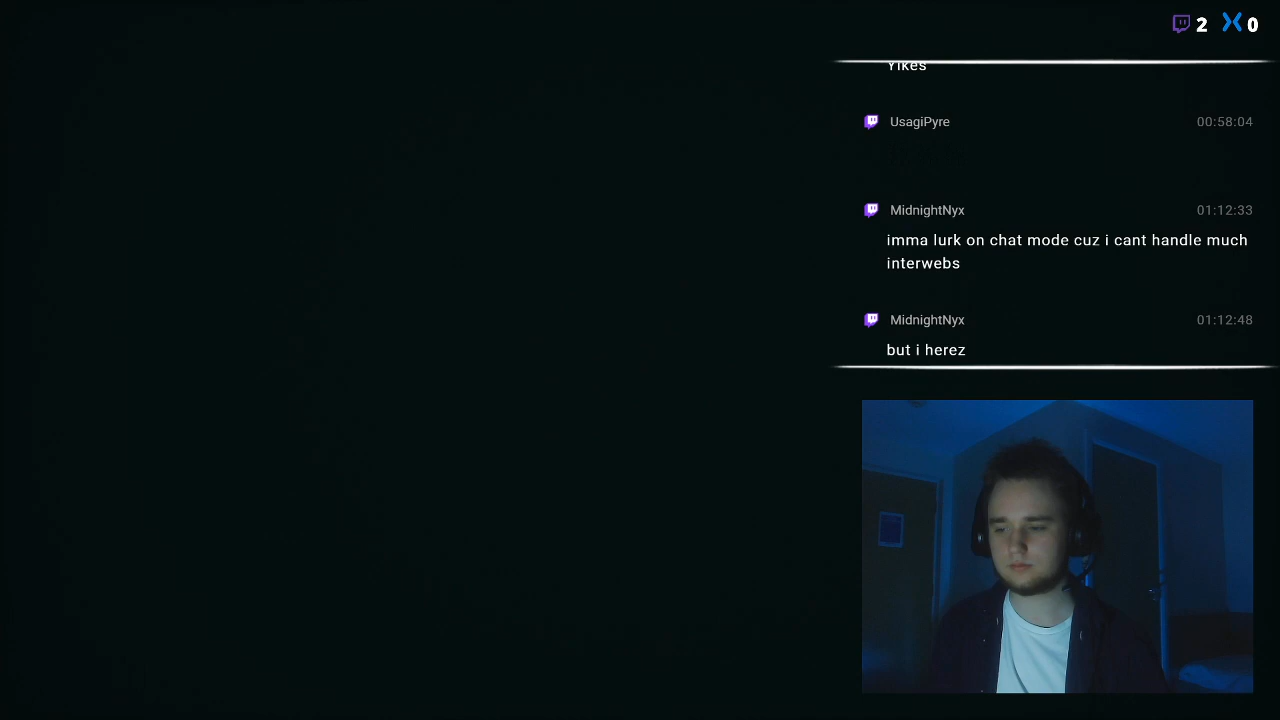 2 0
Yikes
UsagiPyre 00:58:04
MidnightNyx 01:12:33
imma lurk on chat mode cuz i cant handle much
interwebs
MidnightNyx 01:12:48
but i herez